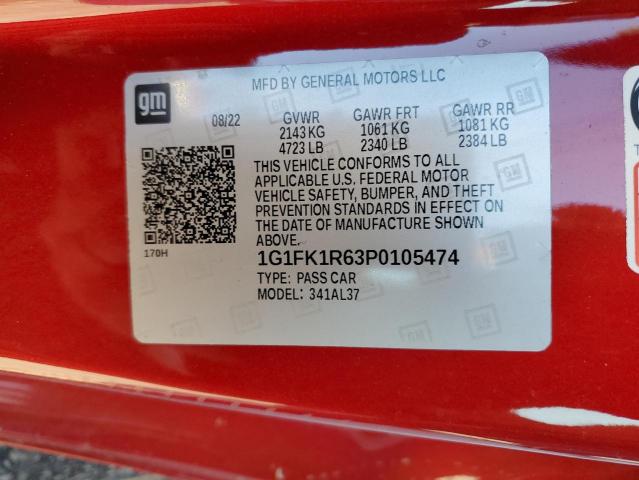 MFD BY GENERAL MOTORS LLC
gm
08/22 GVWR GAWR FRT GAWR RR
2143 KG 1061 KG 1081 KG
4723 LB 2340 LB 2384 LB
THIS VEHICLE CONFORMS TO ALL
APPLICABLE U.S. FEDERAL MOTOR
VEHICLE SAFETY, BUMPER, AND THEFT
PREVENTION STANDARDS IN EFFECT ON
THE DATE OF MANUFACTURE SHOWN
ABOVE.
170H
1G1FK1R63P0105474
TYPE: PASS CAR
MODEL: 341AL37